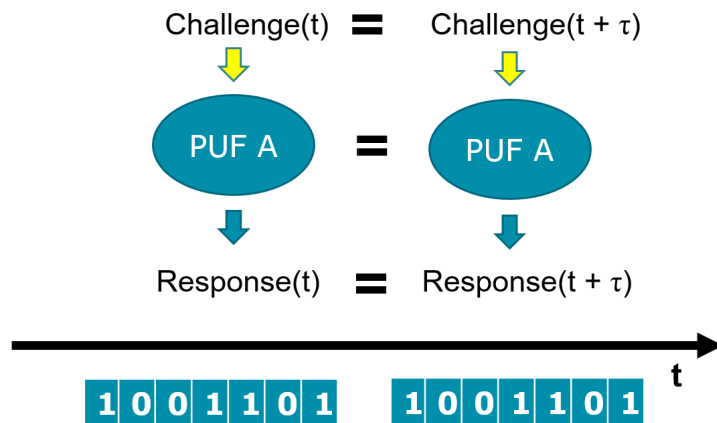 Challenge(t) = Challenge(t + τ)
PUF A = PUF A
Response(t) = Response(t + τ)
t
1 0 0 1 1 0 1 1 0 0 1 1 0 1